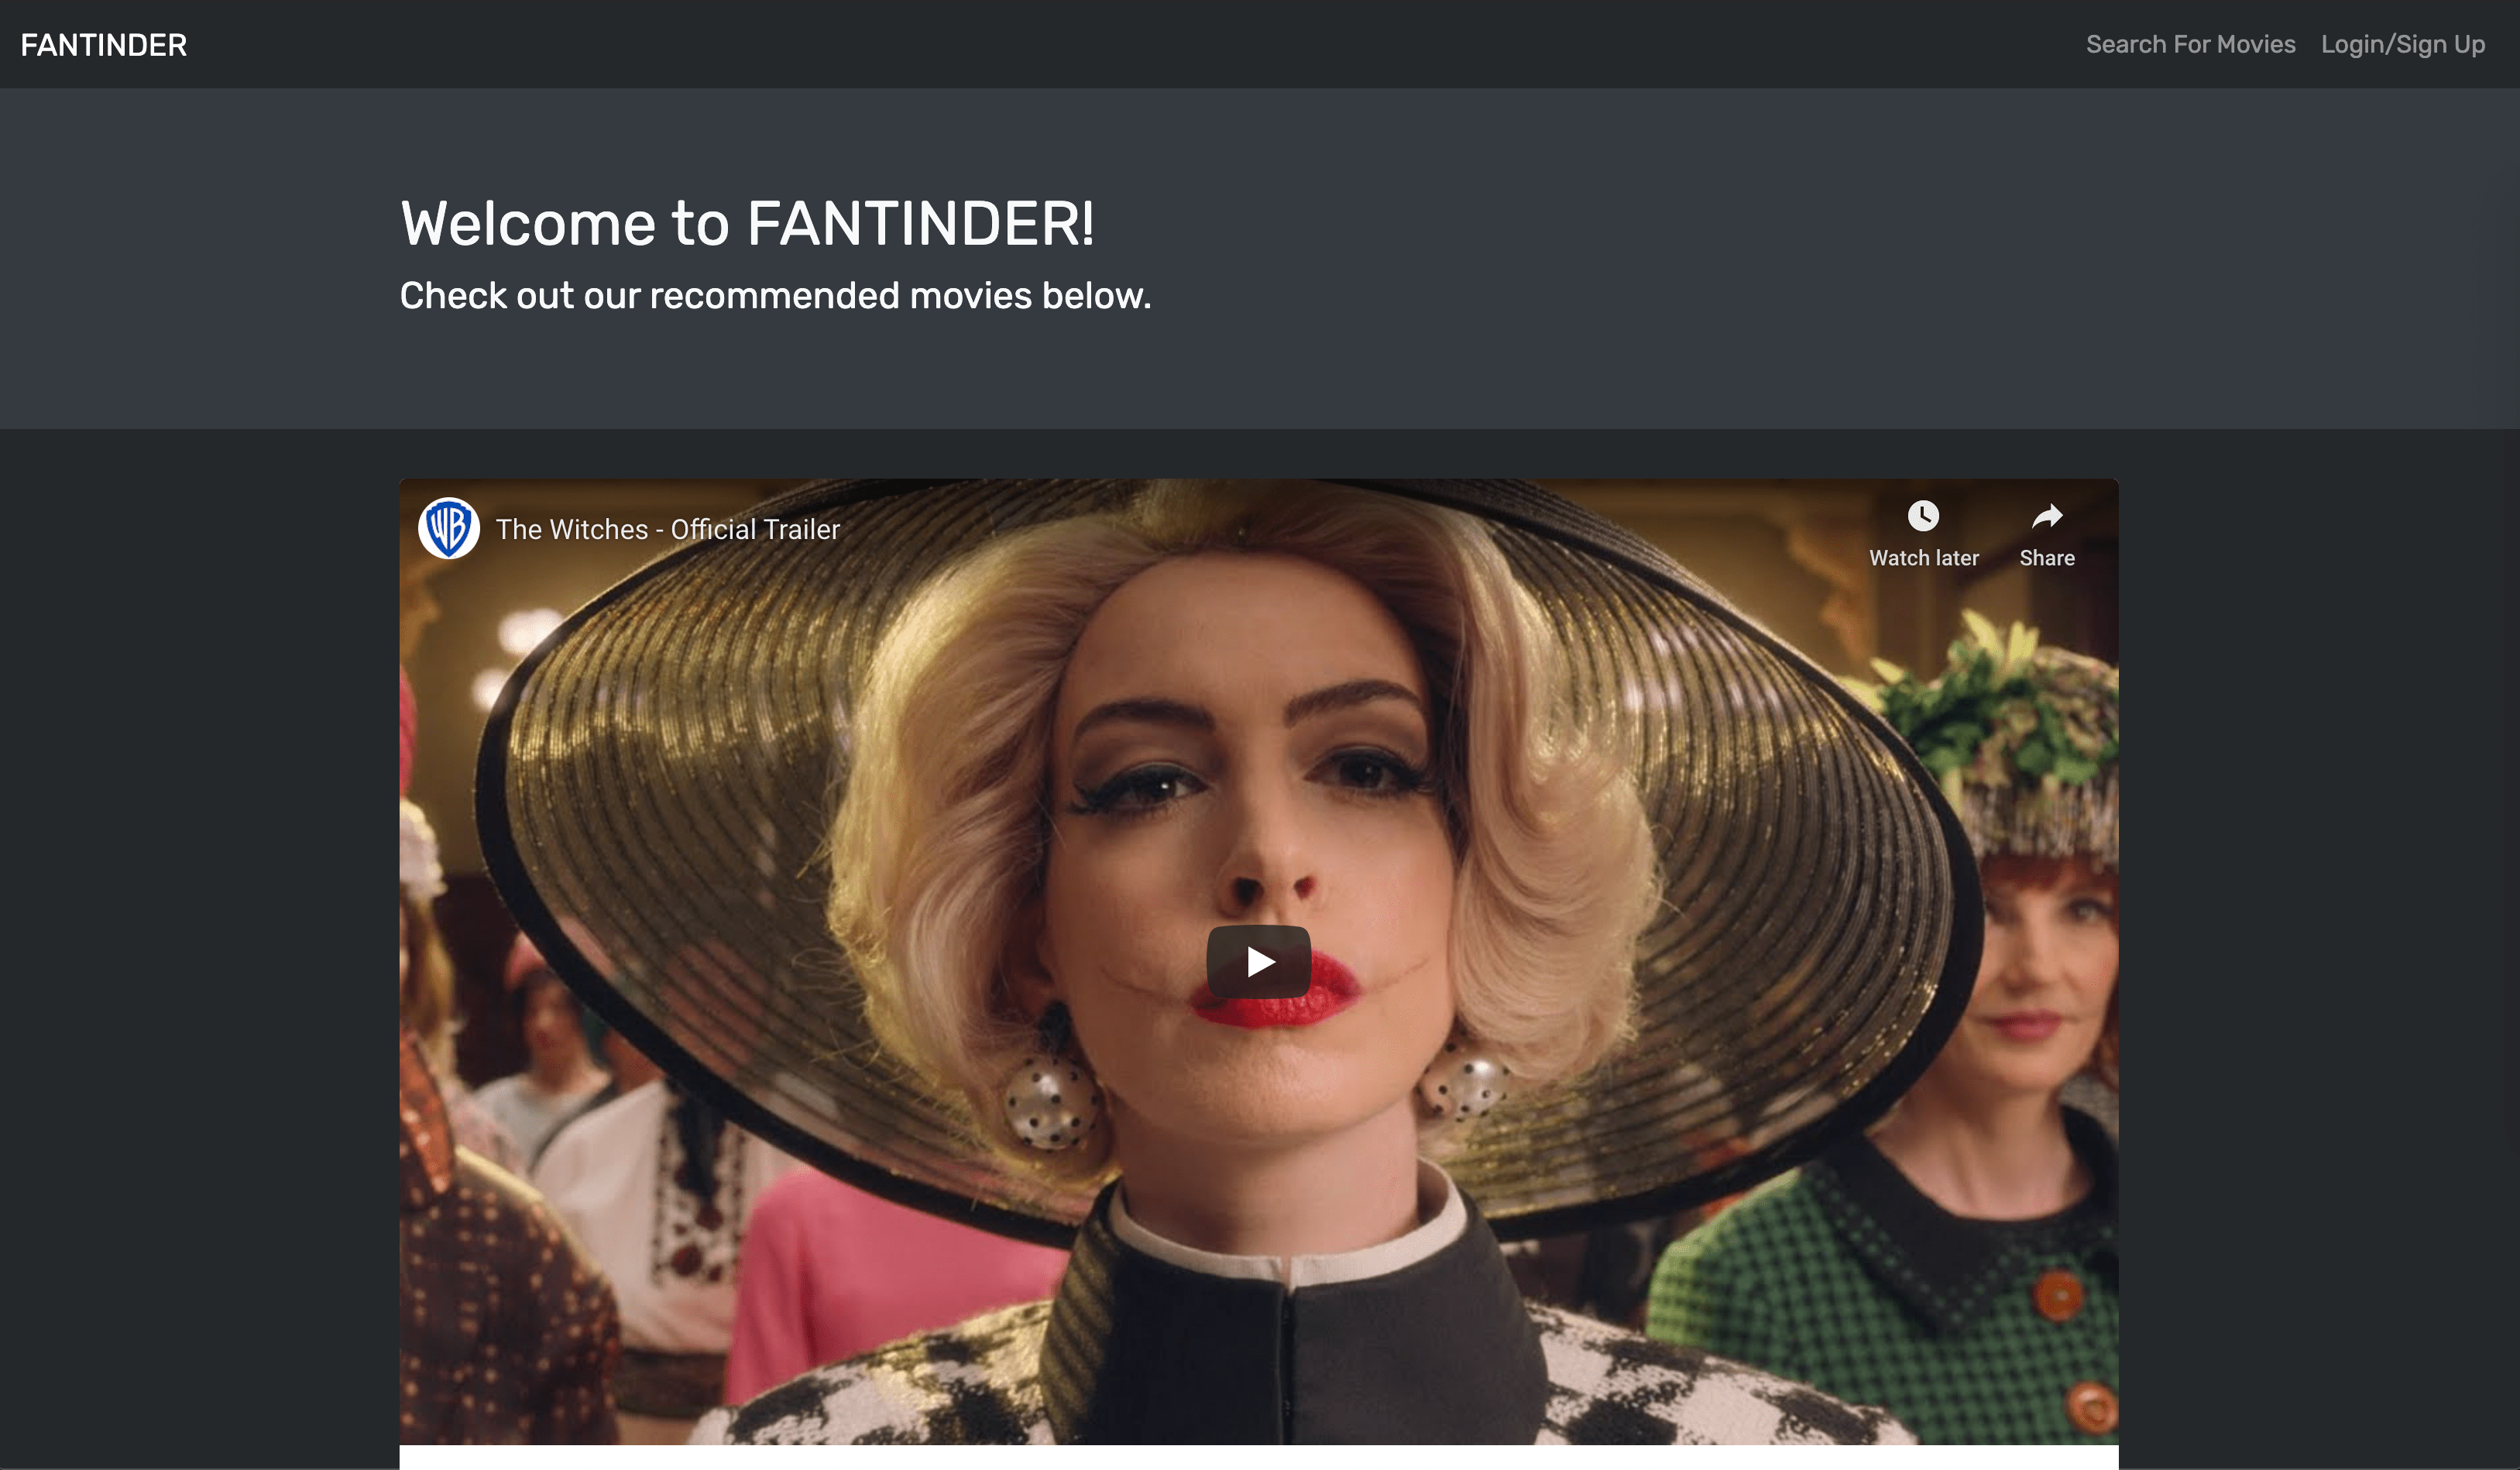 FANTINDER
Search For Movies
Login/Sign Up
Welcome to FANTINDER!
Check out our recommended movies below.
WB
The Witches - Official Trailer
Watch later
Share